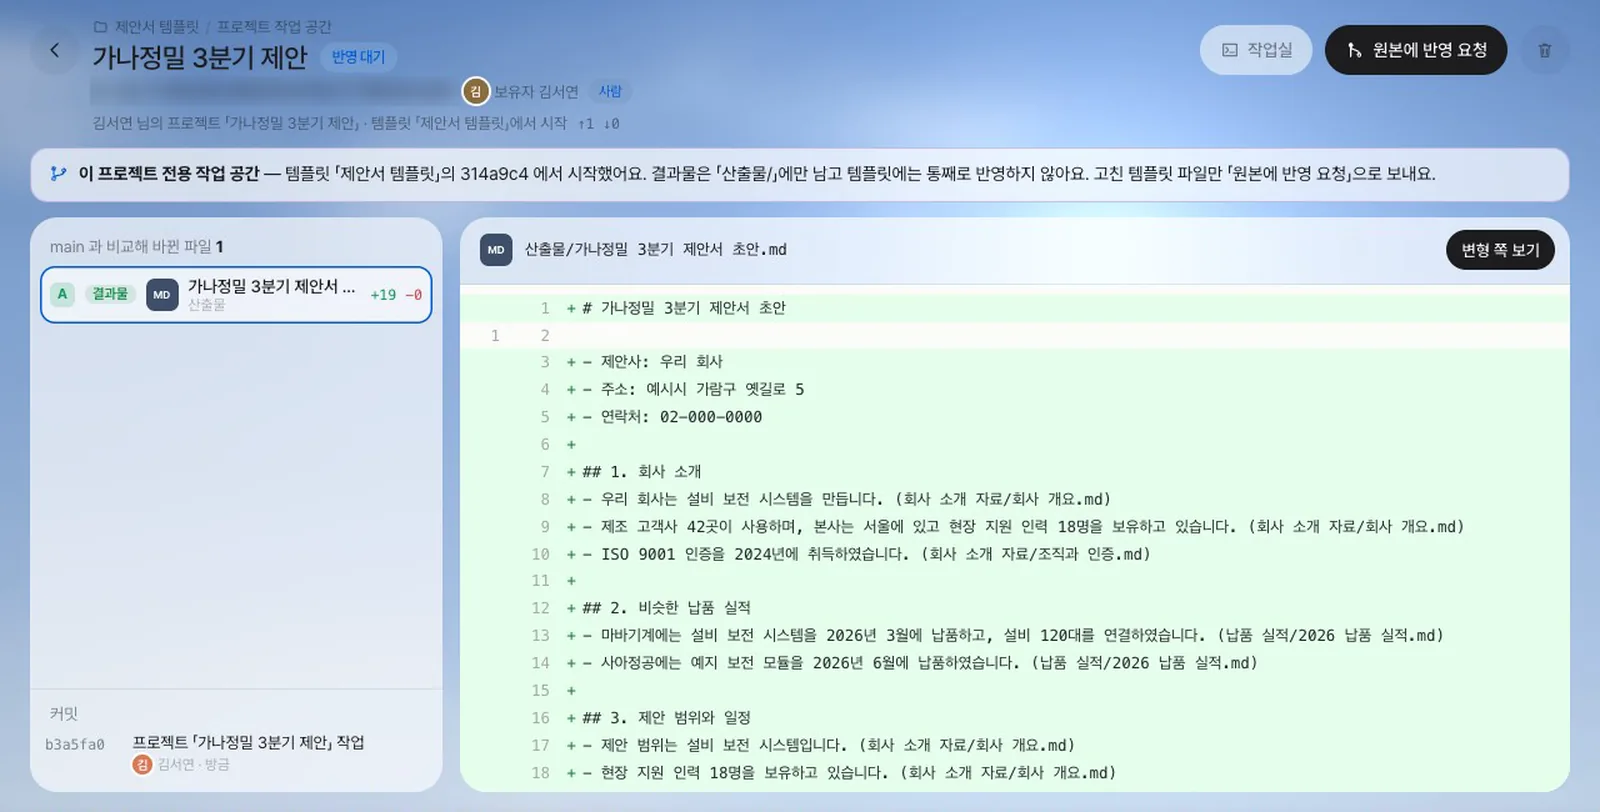 제안서 템플릿 / 프로젝트 작업 공간
가나정밀 3분기 제안 반영 대기
김 보유자 김서연 사람
김서연 님의 프로젝트 「가나정밀 3분기 제안」 · 템플릿 「제안서 템플릿」에서 시작 ↑1 ↓0
작업실
원본에 반영 요청
이 프로젝트 전용 작업 공간 — 템플릿 「제안서 템플릿」의 314a9c4 에서 시작했어요. 결과물은 「산출물/」에만 남고 템플릿에는 통째로 반영하지 않아요. 고친 템플릿 파일만 「원본에 반영 요청」으로 보내요.
main 과 비교해 바뀐 파일 1
A 결과물 MD 가나정밀 3분기 제안서 ... +19 −0
산출물
커밋
b3a5fa0 프로젝트 「가나정밀 3분기 제안」 작업
김 김서연 · 방금
MD 산출물/가나정밀 3분기 제안서 초안.md
변형 쪽 보기
1 + # 가나정밀 3분기 제안서 초안
1 2
3 + - 제안사: 우리 회사
4 + - 주소: 예시시 가람구 옛길로 5
5 + - 연락처: 02-000-0000
6 +
7 + ## 1. 회사 소개
8 + - 우리 회사는 설비 보전 시스템을 만듭니다. (회사 소개 자료/회사 개요.md)
9 + - 제조 고객사 42곳이 사용하며, 본사는 서울에 있고 현장 지원 인력 18명을 보유하고 있습니다. (회사 소개 자료/회사 개요.md)
10 + - ISO 9001 인증을 2024년에 취득하였습니다. (회사 소개 자료/조직과 인증.md)
11 +
12 + ## 2. 비슷한 납품 실적
13 + - 마바기계에는 설비 보전 시스템을 2026년 3월에 납품하고, 설비 120대를 연결하였습니다. (납품 실적/2026 납품 실적.md)
14 + - 사아정공에는 예지 보전 모듈을 2026년 6월에 납품하였습니다. (납품 실적/2026 납품 실적.md)
15 +
16 + ## 3. 제안 범위와 일정
17 + - 제안 범위는 설비 보전 시스템입니다. (회사 소개 자료/회사 개요.md)
18 + - 현장 지원 인력 18명을 보유하고 있습니다. (회사 소개 자료/회사 개요.md)